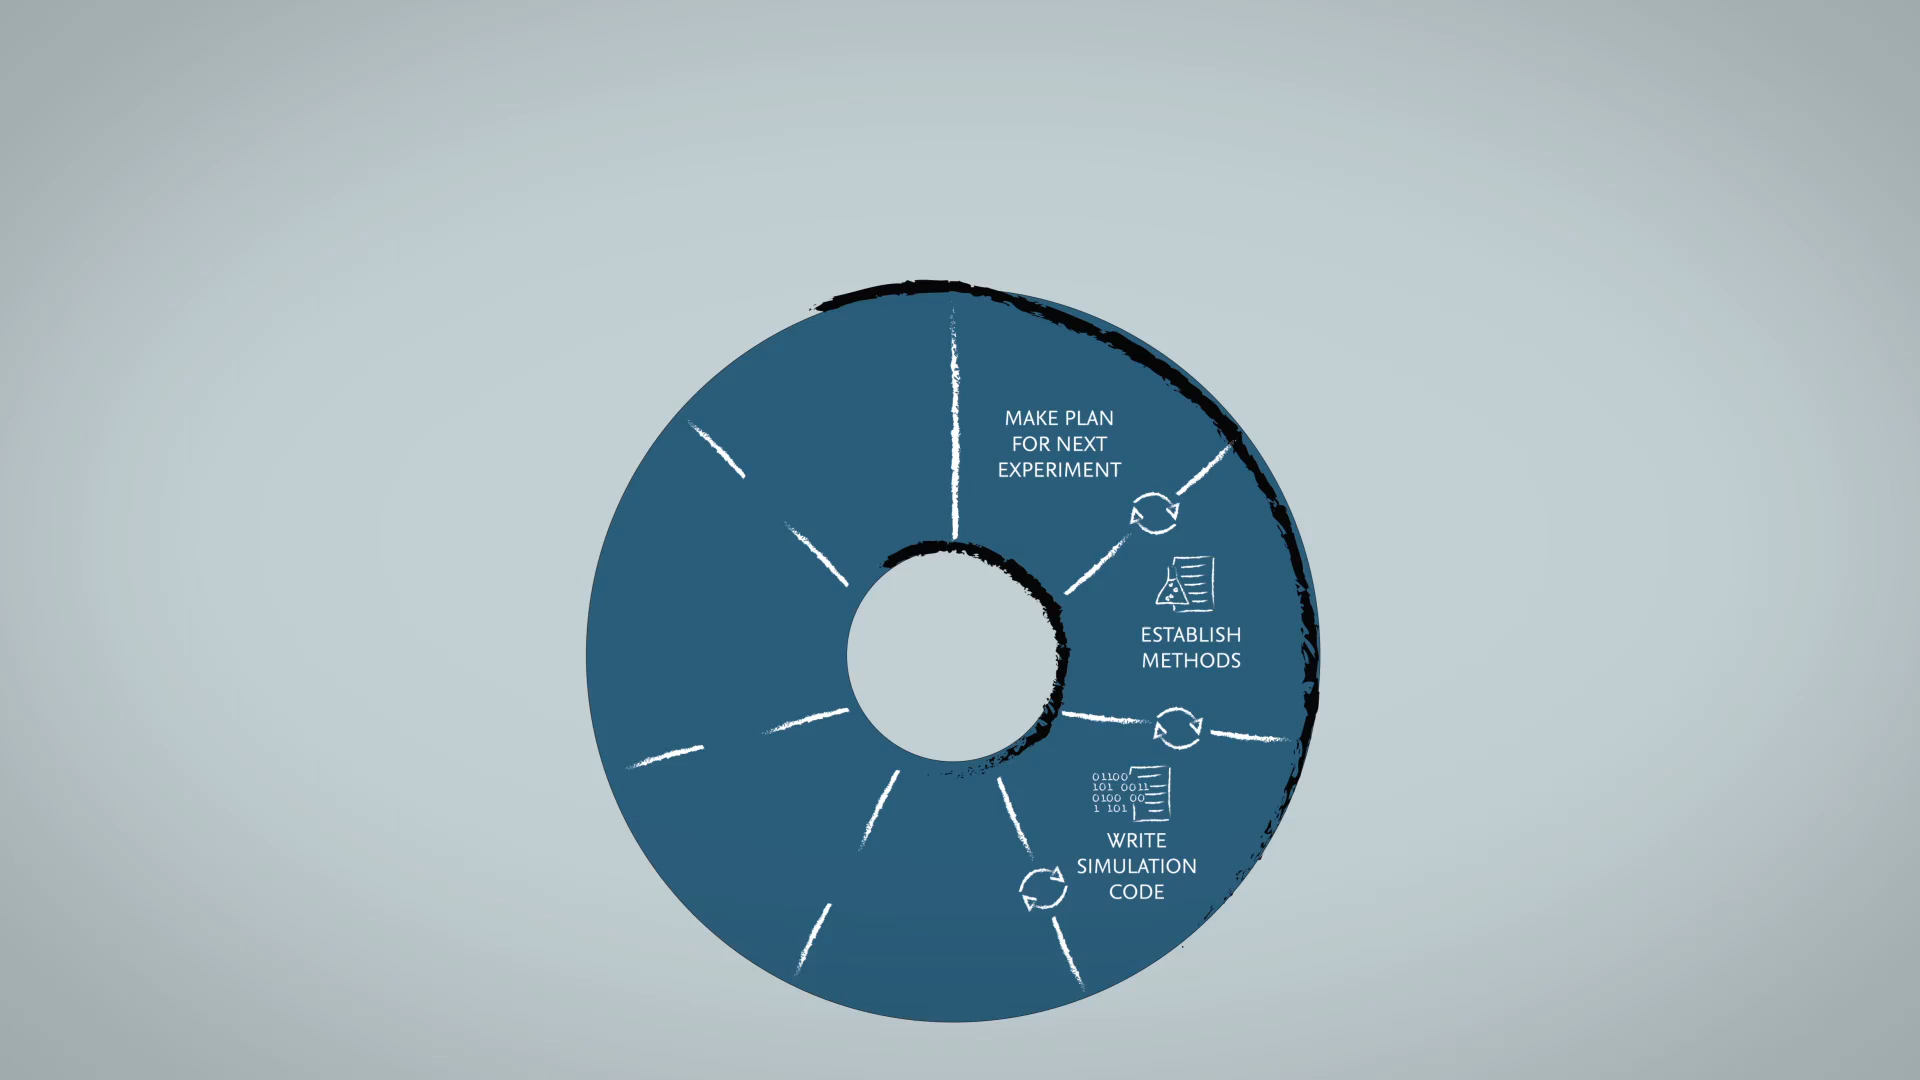 MAKE PLAN
FOR NEXT
EXPERIMENT
ESTABLISH
METHODS
01100
101 0011
0100 00
1 101
WRITE
SIMULATION
CODE